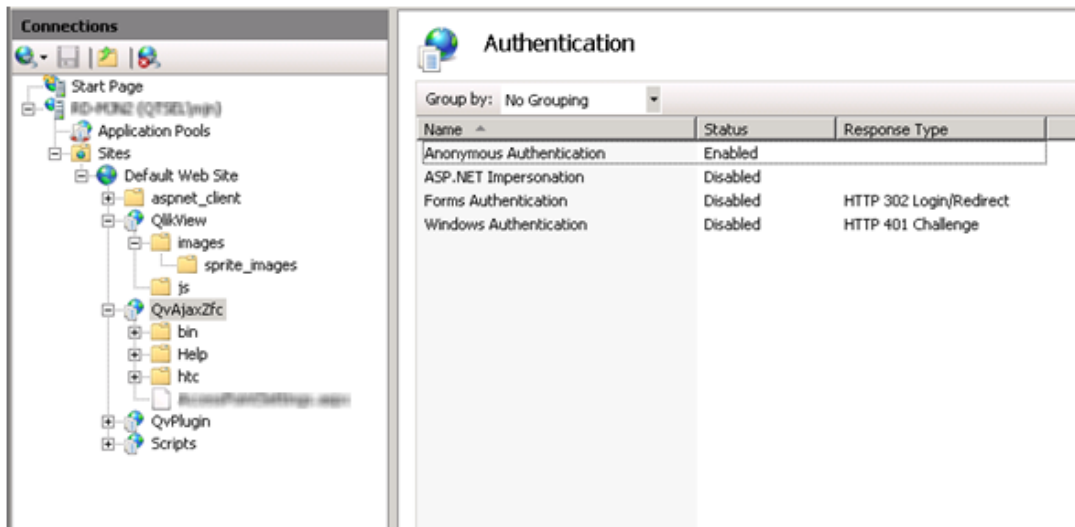 Connections
Authentication
Start Page
Application Pools
Sites
Default Web Site
aspnet_client
QlikView
images
sprite_images
js
QvAjaxZfc
bin
Help
htc
QvPlugin
Scripts
Group by: No Grouping
Name Status Response Type
Anonymous Authentication Enabled
ASP.NET Impersonation Disabled
Forms Authentication Disabled HTTP 302 Login/Redirect
Windows Authentication Disabled HTTP 401 Challenge